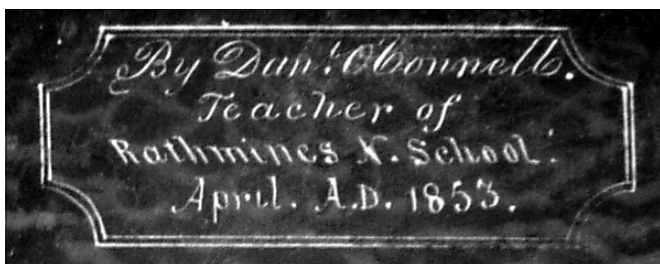 By Danl. O'Connell.
Teacher of
Rathmines N. School.
April. A.D. 1853.